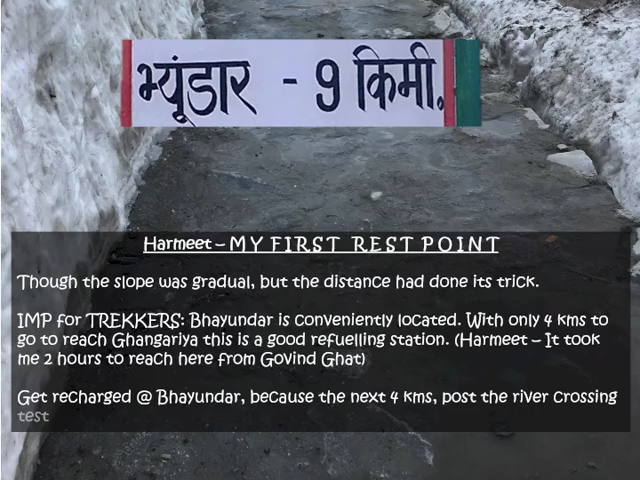 भ्यूंडार - 9 किमी.
Harmeet – MY FIRST REST POINT
Though the slope was gradual, but the distance had done its trick.
IMP for TREKKERS: Bhayundar is conveniently located. With only 4 kms to
go to reach Ghangariya this is a good refuelling station. (Harmeet – It took
me 2 hours to reach here from Govind Ghat)
Get recharged @ Bhayundar, because the next 4 kms, post the river crossing
test